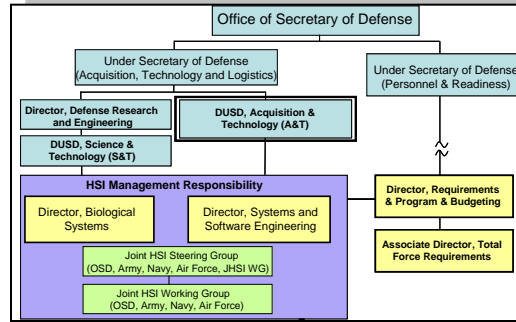 Office of Secretary of Defense
Under Secretary of Defense
(Acquisition, Technology and Logistics)
Under Secretary of Defense
(Personnel & Readiness)
Director, Defense Research
and Engineering
DUSD, Acquisition &
Technology (A&T)
DUSD, Science &
Technology (S&T)
HSI Management Responsibility
Director, Biological
Systems
Director, Systems and
Software Engineering
Director, Requirements
& Program & Budgeting
Associate Director, Total
Force Requirements
Joint HSI Steering Group
(OSD, Army, Navy, Air Force, JHSI WG)
Joint HSI Working Group
(OSD, Army, Navy, Air Force)